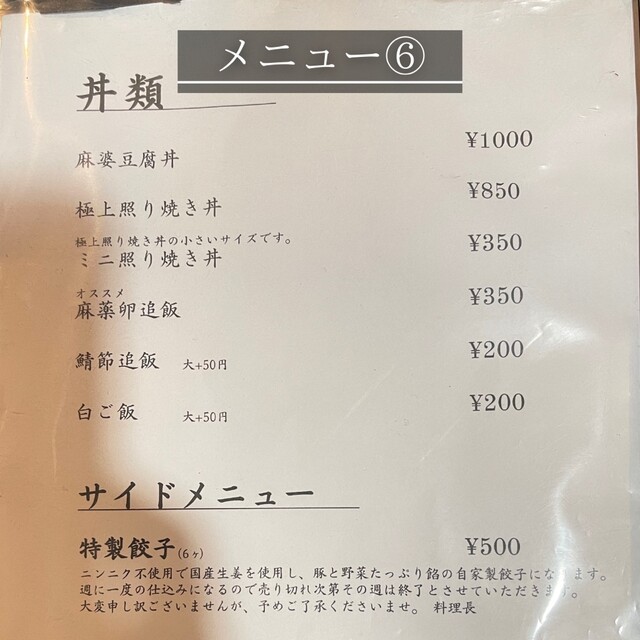 メニュー⑥
丼類
麻婆豆腐丼 ¥1000
極上照り焼き丼 ¥850
極上照り焼き丼の小さいサイズです。
ミニ照り焼き丼 ¥350
オススメ
麻薬卵追飯 ¥350
鯖節追飯 大+50円 ¥200
白ご飯 大+50円 ¥200
サイドメニュー
特製餃子(6ヶ) ¥500
ニンニク不使用で国産生姜を使用し、豚と野菜たっぷり餡の自家製餃子になります。
週に一度の仕込みになるので売り切れ次第その週は終了とさせていただきます。
大変申し訳ございませんが、予めご了承くださいませ。 料理長